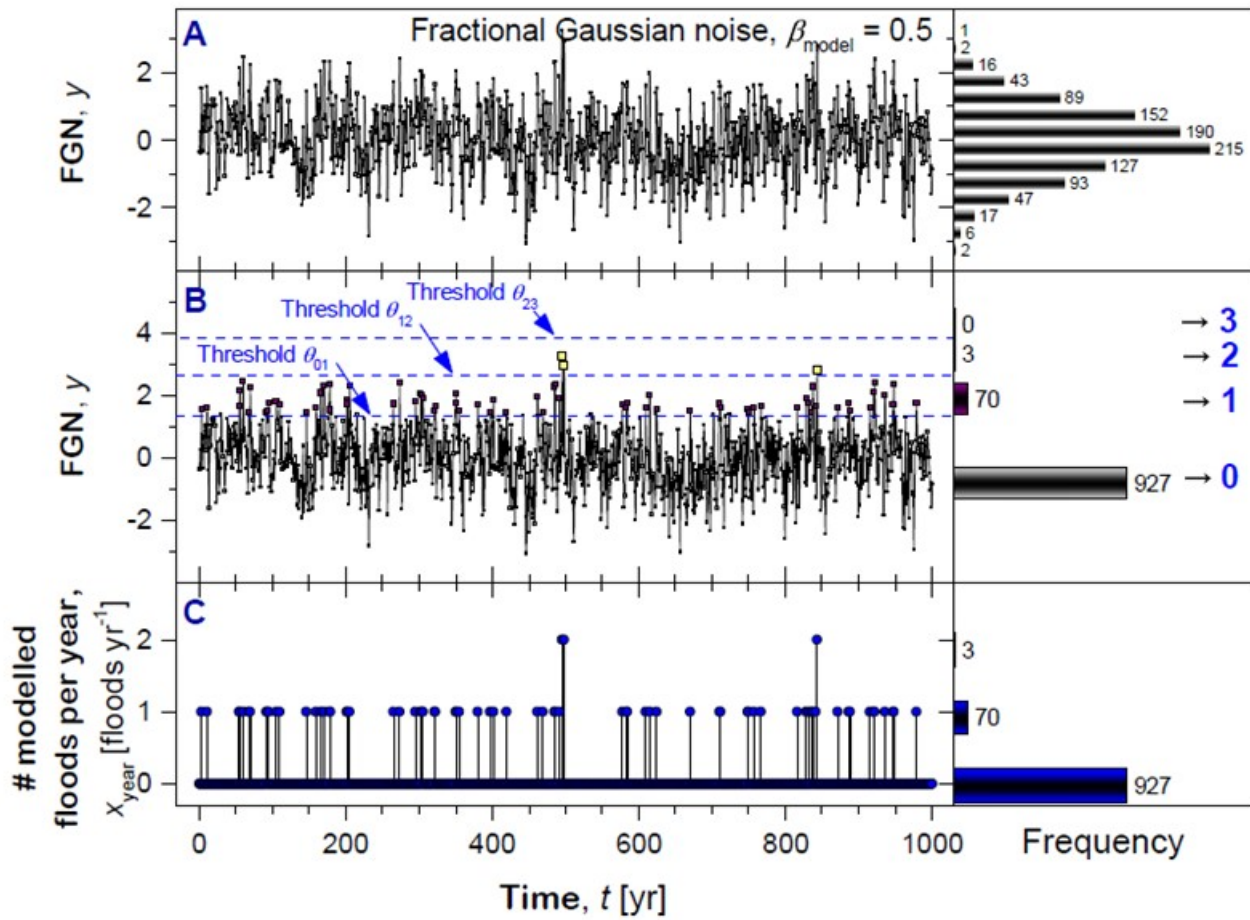 A
Fractional Gaussian noise, βmodel = 0.5
FGN, y
2
0
-2
1
2
16
43
89
152
190
215
127
93
47
17
6
2
B
Threshold θ23
Threshold θ12
Threshold θ01
FGN, y
4
2
0
-2
0 → 3
3 → 2
70 → 1
927 → 0
C
# modelled
floods per year,
xyear [floods yr-1]
2
1
0
3
70
927
0 200 400 600 800 1000
Frequency
Time, t [yr]